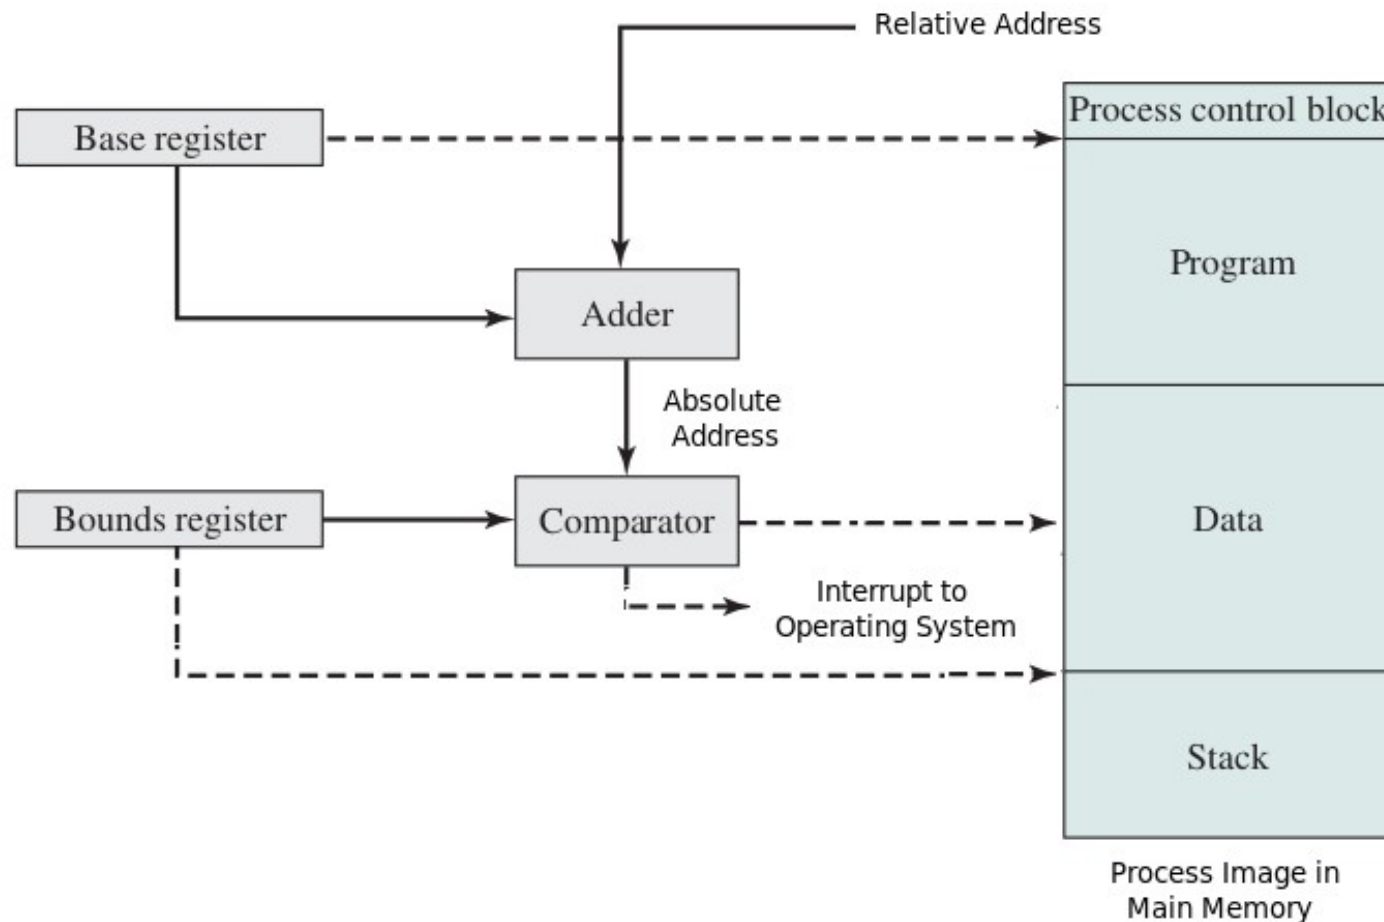 Relative Address
Process control block
Base register
Program
Adder
Absolute
Address
Bounds register
Comparator
Data
Interrupt to
Operating System
Stack
Process Image in
Main Memory